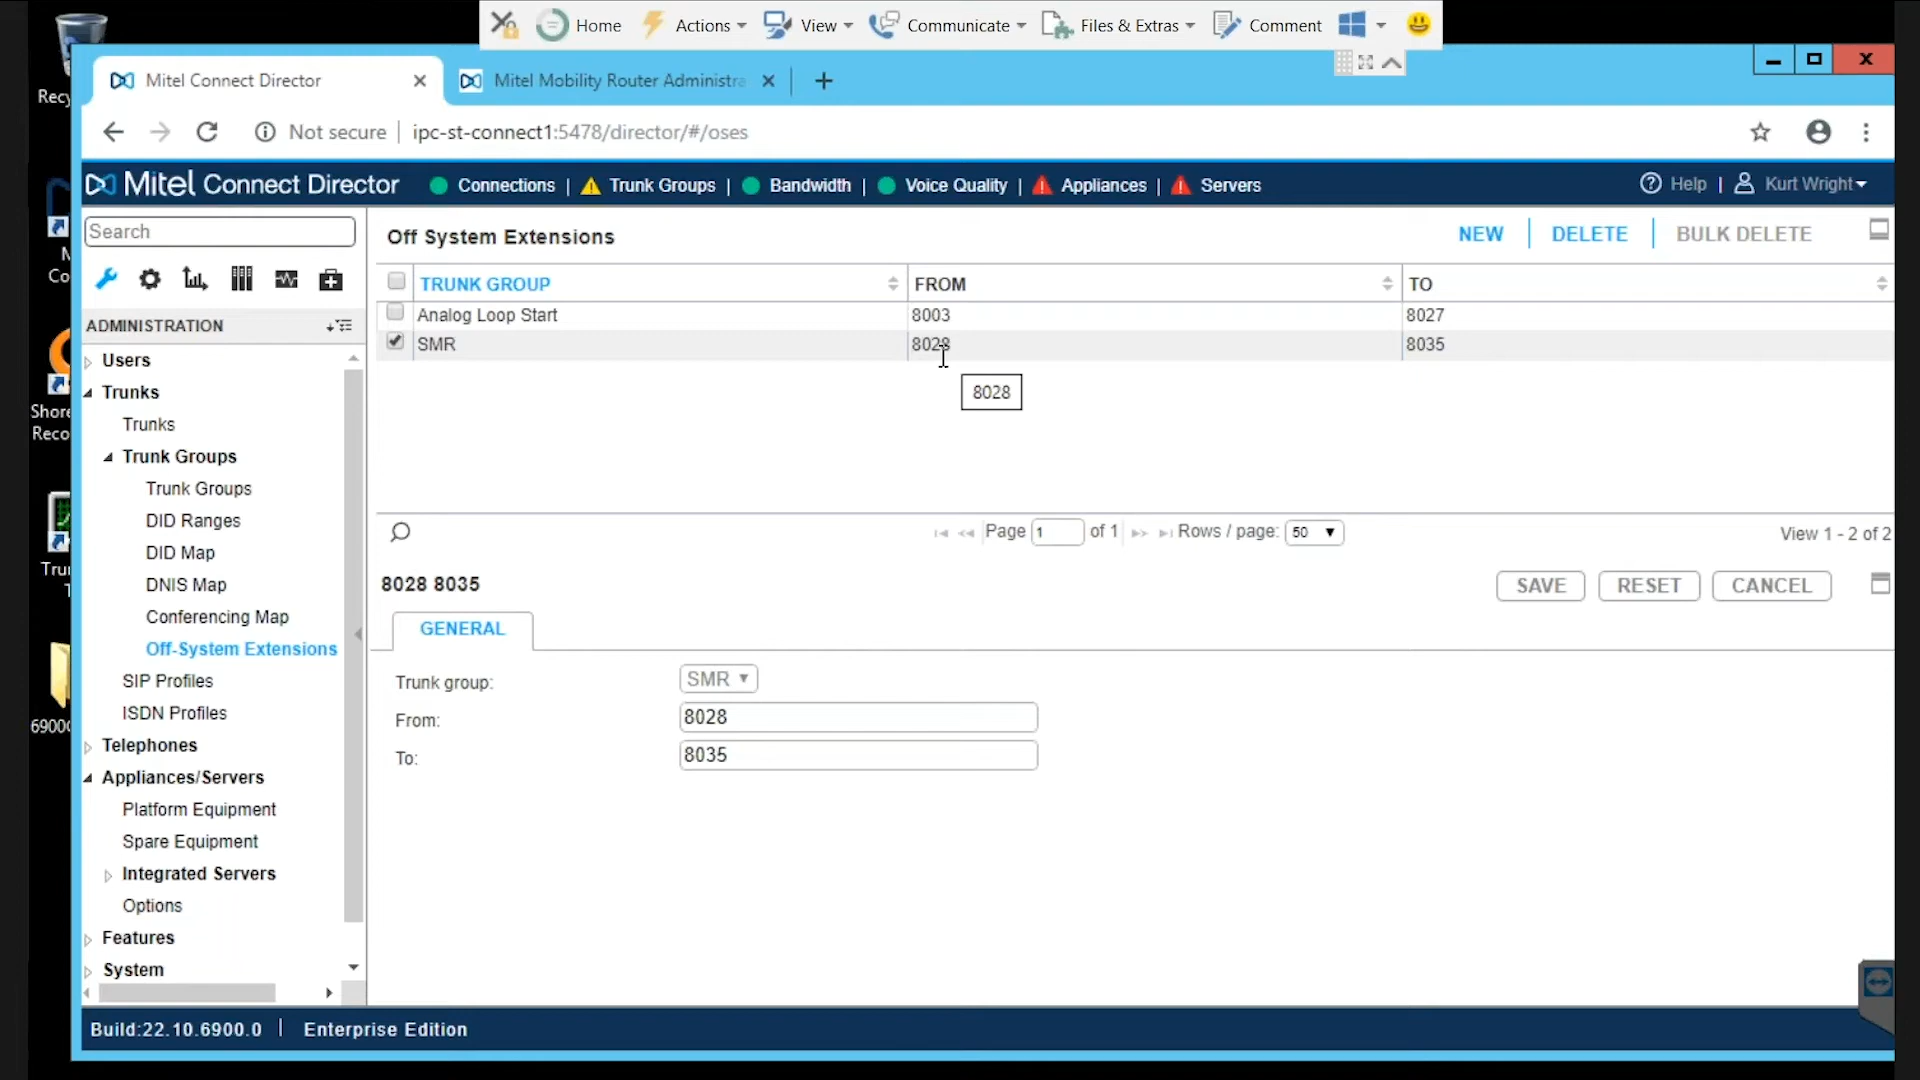 Home Actions View Communicate Files & Extras Comment
Mitel Connect Director
Mitel Mobility Router Administra
Recy
Not secure ipc-st-connect1:5478/director/#/oses
Mitel Connect Director Connections | Trunk Groups | Bandwidth | Voice Quality | Appliances | Servers
Help | Kurt Wright
Search
Off System Extensions
NEW DELETE BULK DELETE
M
Co
TRUNK GROUP FROM TO
Analog Loop Start 8003 8027
SMR 8028 8035
8028
ADMINISTRATION
Users
Trunks
Trunks
Trunk Groups
Trunk Groups
DID Ranges
DID Map
DNIS Map
Conferencing Map
Off-System Extensions
SIP Profiles
ISDN Profiles
Telephones
Appliances/Servers
Platform Equipment
Spare Equipment
Integrated Servers
Options
Features
System
Shore
Reco
Trun
T
6900
Page 1 of 1 Rows / page: 50
View 1 - 2 of 2
8028 8035
SAVE RESET CANCEL
GENERAL
Trunk group: SMR
From: 8028
To: 8035
Build:22.10.6900.0 | Enterprise Edition